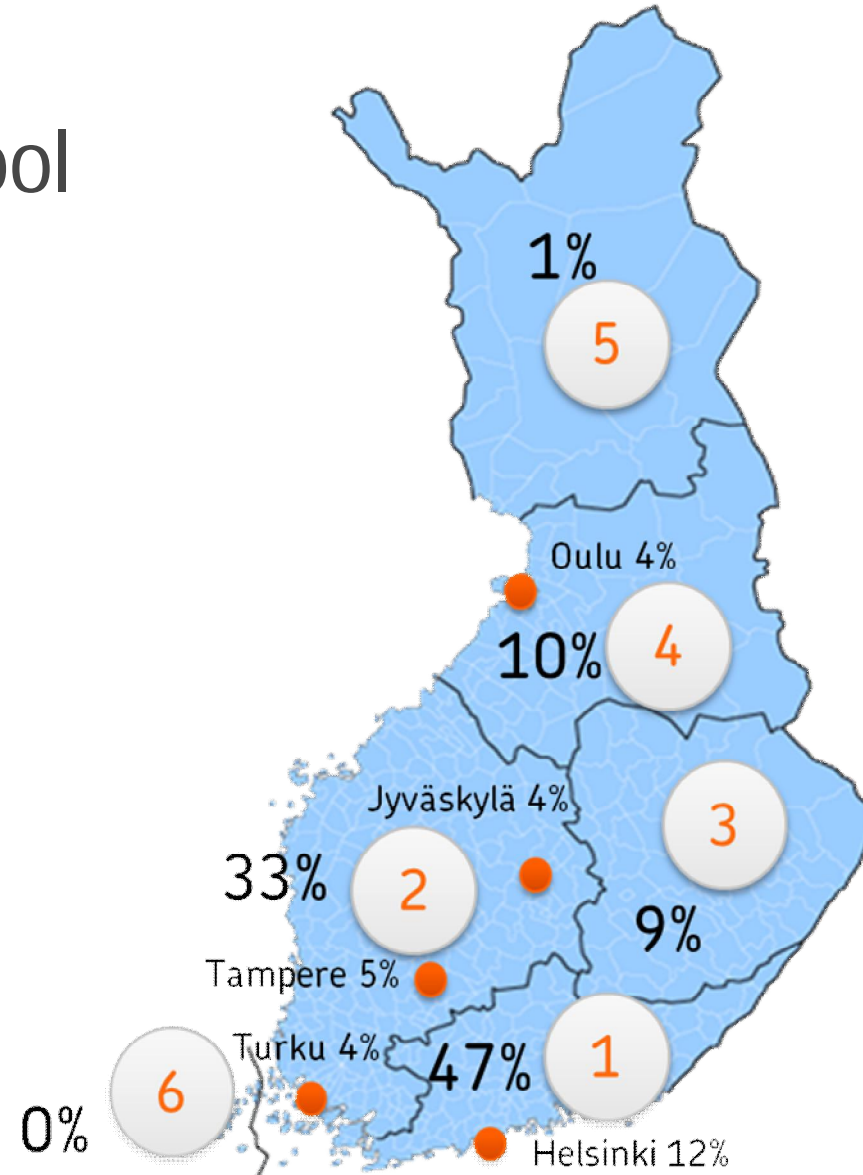 ool
1%
5
Oulu 4%
10%
4
Jyväskylä 4%
3
33%
2
9%
Tampere 5%
Turku 4%
47%
1
6
0%
Helsinki 12%